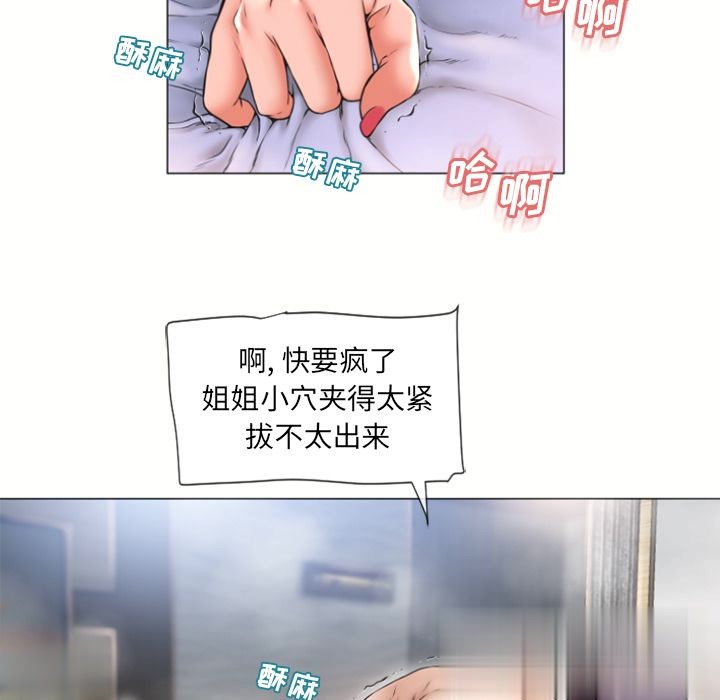 哈啊
酥麻
酥麻
哈啊
啊, 快要疯了
姐姐小穴夹得太紧
拔不太出来
酥麻